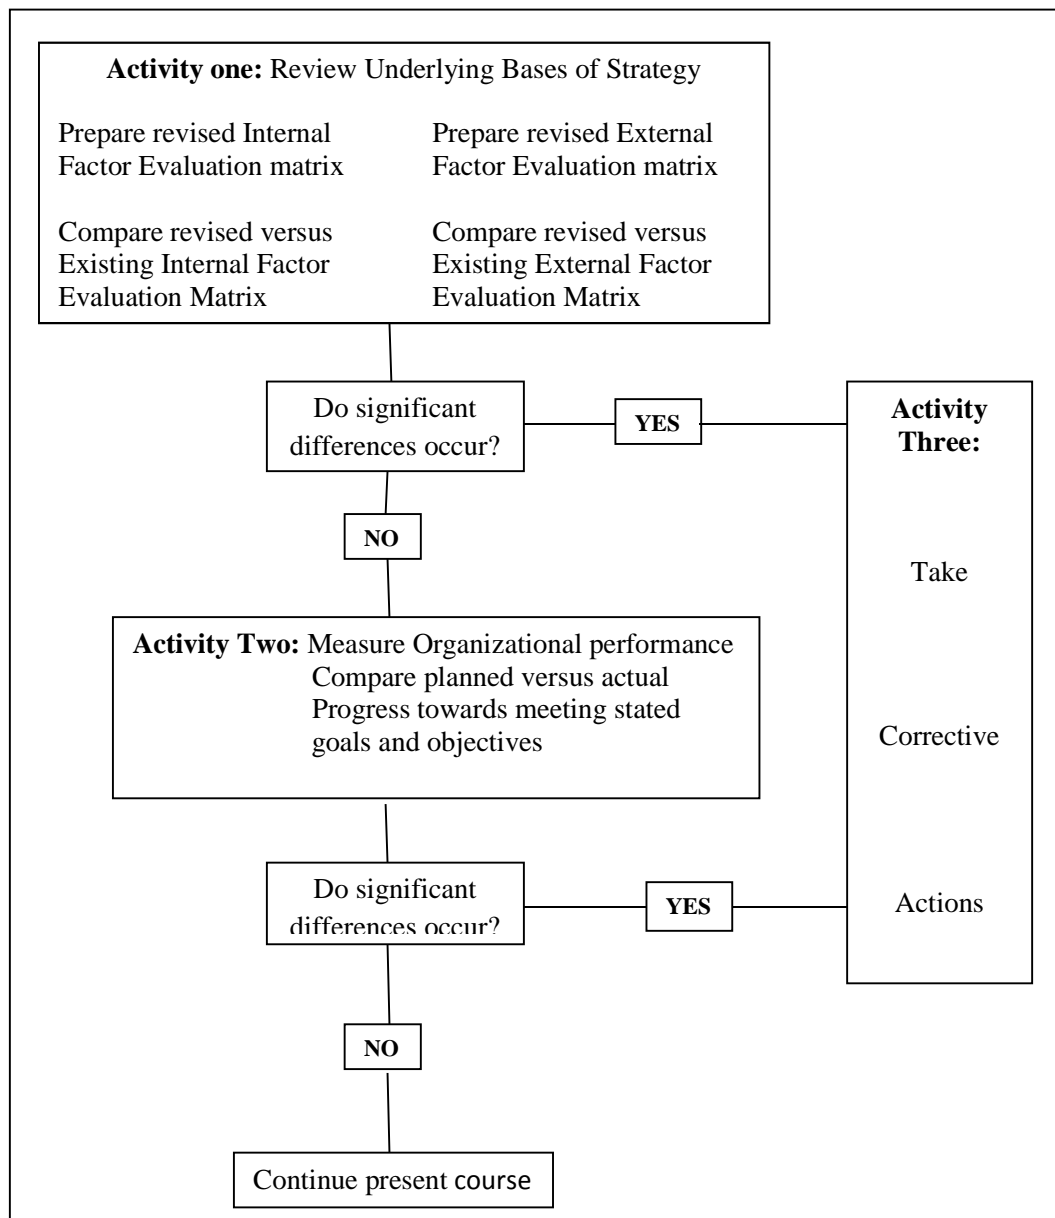 Activity one: Review Underlying Bases of Strategy
Prepare revised Internal
Factor Evaluation matrix
Compare revised versus
Existing Internal Factor
Evaluation Matrix
Prepare revised External
Factor Evaluation matrix
Compare revised versus
Existing External Factor
Evaluation Matrix
Do significant
differences occur?
YES
Activity
Three:
Take
Corrective
Actions
NO
Activity Two: Measure Organizational performance
Compare planned versus actual
Progress towards meeting stated
goals and objectives
Do significant
differences occur?
YES
NO
Continue present course